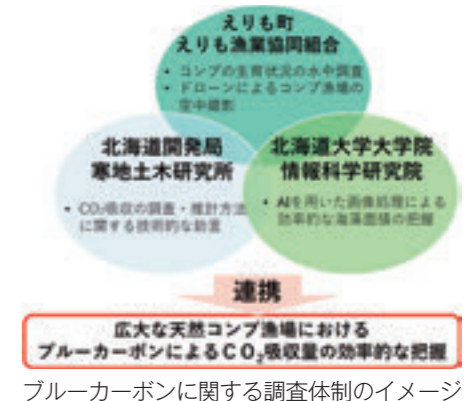 えりも町
えりも漁業協同組合
• コンブの生育状況の水中調査
• ドローンによるコンブ漁場の
空中撮影
北海道開発局
寒地土木研究所
• CO₂吸収の調査・推計方法
に関する技術的な助言
北海道大学大学院
情報科学研究院
• AIを用いた画像処理による
効率的な海藻面積の把握
連携
広大な天然コンブ漁場における
ブルーカーボンによるCO₂吸収量の効率的な把握
ブルーカーボンに関する調査体制のイメージ